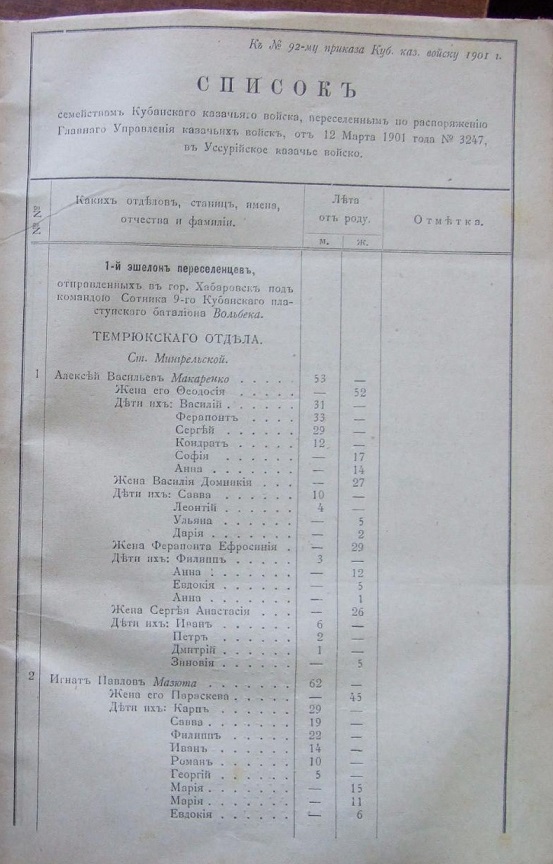 Къ № 92-му приказа Куб. каз. войску 1901 г.
СПИСОКЪ
семействамъ Кубанскаго казачьяго войска, переселеннымъ по распоряженію
Главнаго Управленія казачьихъ войскъ, отъ 12 Марта 1901 года № 3247,
въ Уссурійское казачье войско.
№ №
Какихъ отдѣловъ, станицъ, имена,
отчества и фамиліи.
Лѣта
отъ роду.
м. ж.
Отмѣтка.
1-й эшелонъ переселенцевъ,
отправленныхъ въ гор. Хабаровскъ подъ
командою Сотника 9-го Кубанскаго пла-
стунскаго баталіона Вольбека.
ТЕМРЮКСКАГО ОТДѢЛА.
Ст. Мингрельской.
1 Алексѣй Васильевъ Макаренко . . . . . 53 —
Жена его Ѳеодосія . . . . . — 52
Дѣти ихъ: Василій . . . . . . 31 —
Ферапонтъ . . . . . 33 —
Сергѣй . . . . . . 29 —
Кондратъ . . . . . 12 —
Софія . . . . . . — 17
Анна . . . . . . . — 14
Жена Василія Домникія . . . — 27
Дѣти ихъ: Савва . . . . . . 10 —
Леонтій . . . . . . 4 —
Ульяна . . . . . . — 5
Дарія . . . . . . — 2
Жена Ферапонта Ефросинія . — 29
Дѣти ихъ: Филиппъ . . . . . 3 —
Анна . . . . . . . — 12
Евдокія . . . . . . — 5
Анна . . . . . . . — 1
Жена Сергѣя Анастасія . . . — 26
Дѣти ихъ: Иванъ . . . . . . 6 —
Петръ . . . . . . 2 —
Дмитрій . . . . . 1 —
Зиновія . . . . . . — 5
2 Игнатъ Павловъ Мазюта . . . . . . 62 —
Жена его Параскева . . . . . — 45
Дѣти ихъ: Карпъ . . . . . . 29 —
Савва . . . . . . . 19 —
Филиппъ . . . . . . 22 —
Иванъ . . . . . . 14 —
Романъ . . . . . . 10 —
Георгій . . . . . . 5 —
Марія . . . . . . . — 15
Марія . . . . . . . — 11
Евдокія . . . . . . — 6